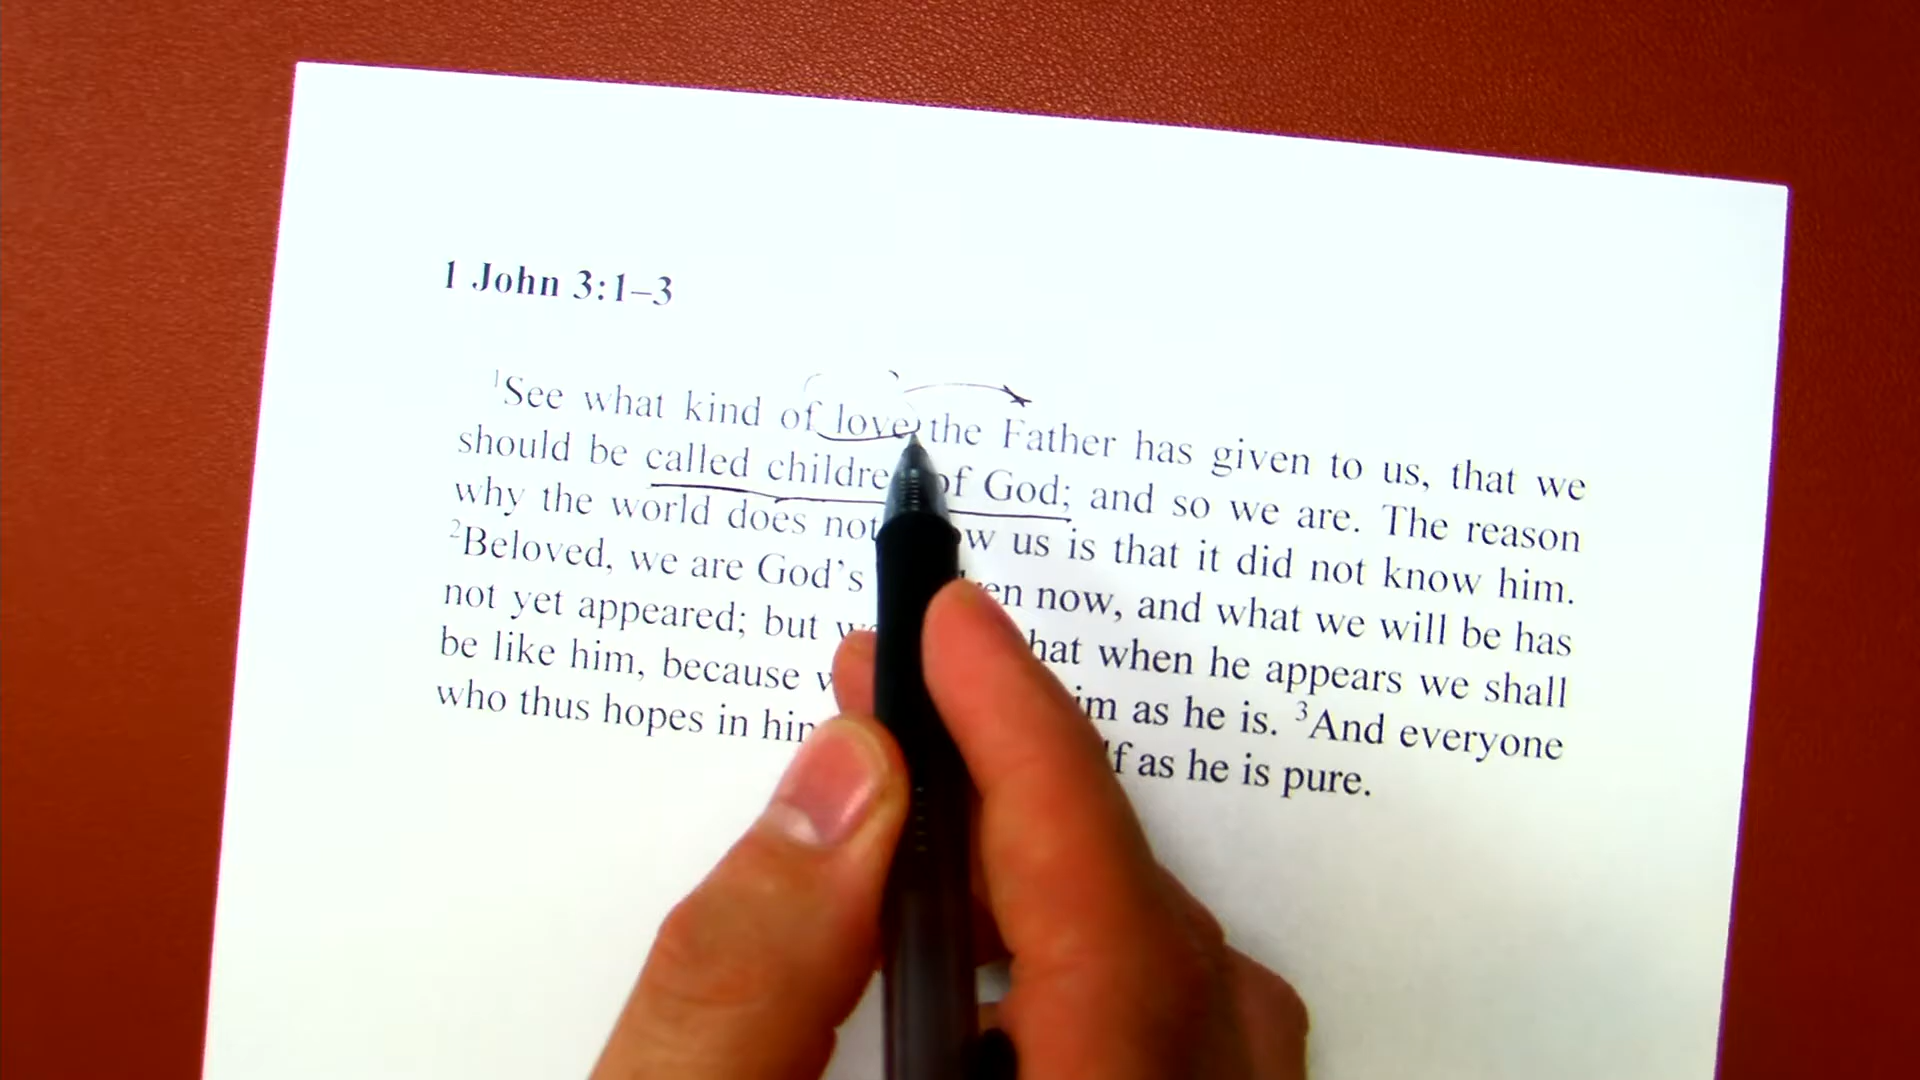 1 John 3:1–3
1See what kind of love the Father has given to us, that we
should be called childre of God; and so we are. The reason
why the world does not w us is that it did not know him.
2Beloved, we are God's en now, and what we will be has
not yet appeared; but hat when he appears we shall
be like him, because im as he is. 3And everyone
who thus hopes in f as he is pure.